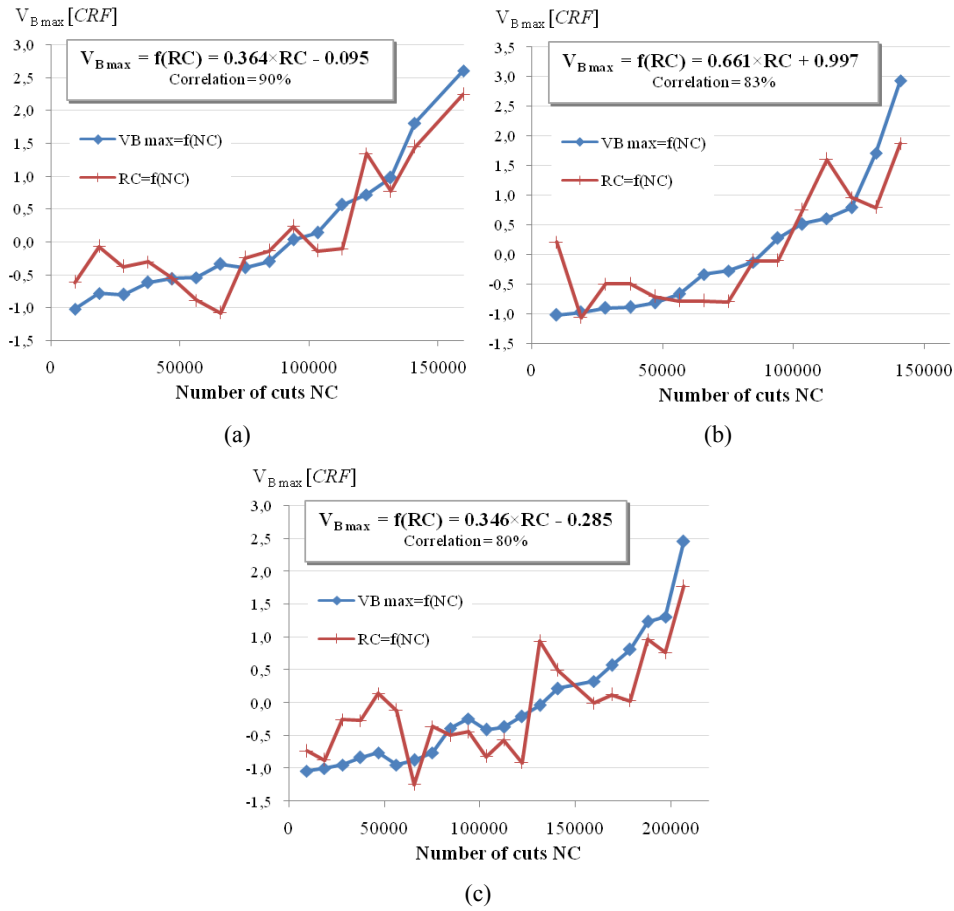 V_B max [CRF]
V_B max = f(RC) = 0.364×RC - 0.095
Correlation = 90%
VB max=f(NC)
RC=f(NC)
3,0
2,5
2,0
1,5
1,0
0,5
0,0
-0,5
-1,0
-1,5
0 50000 100000 150000
Number of cuts NC
(a)
V_B max [CRF]
V_B max = f(RC) = 0.661×RC + 0.997
Correlation = 83%
VB max=f(NC)
RC=f(NC)
3,5
3,0
2,5
2,0
1,5
1,0
0,5
0,0
-0,5
-1,0
-1,5
0 50000 100000 150000
Number of cuts NC
(b)
V_B max [CRF]
V_B max = f(RC) = 0.346×RC - 0.285
Correlation = 80%
VB max=f(NC)
RC=f(NC)
3,0
2,5
2,0
1,5
1,0
0,5
0,0
-0,5
-1,0
-1,5
0 50000 100000 150000 200000
Number of cuts NC
(c)